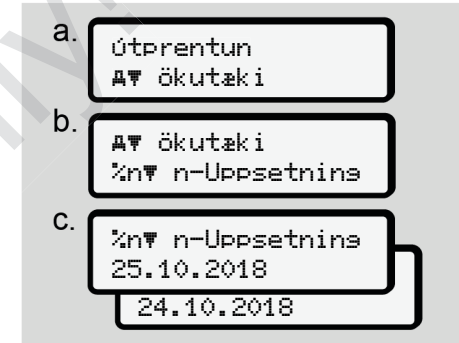 a.
útprentun
A▼ ökutæki
b.
A▼ ökutæki
%n▼ n-Uppsetning
c.
%n▼ n-Uppsetning
25.10.2018
24.10.2018